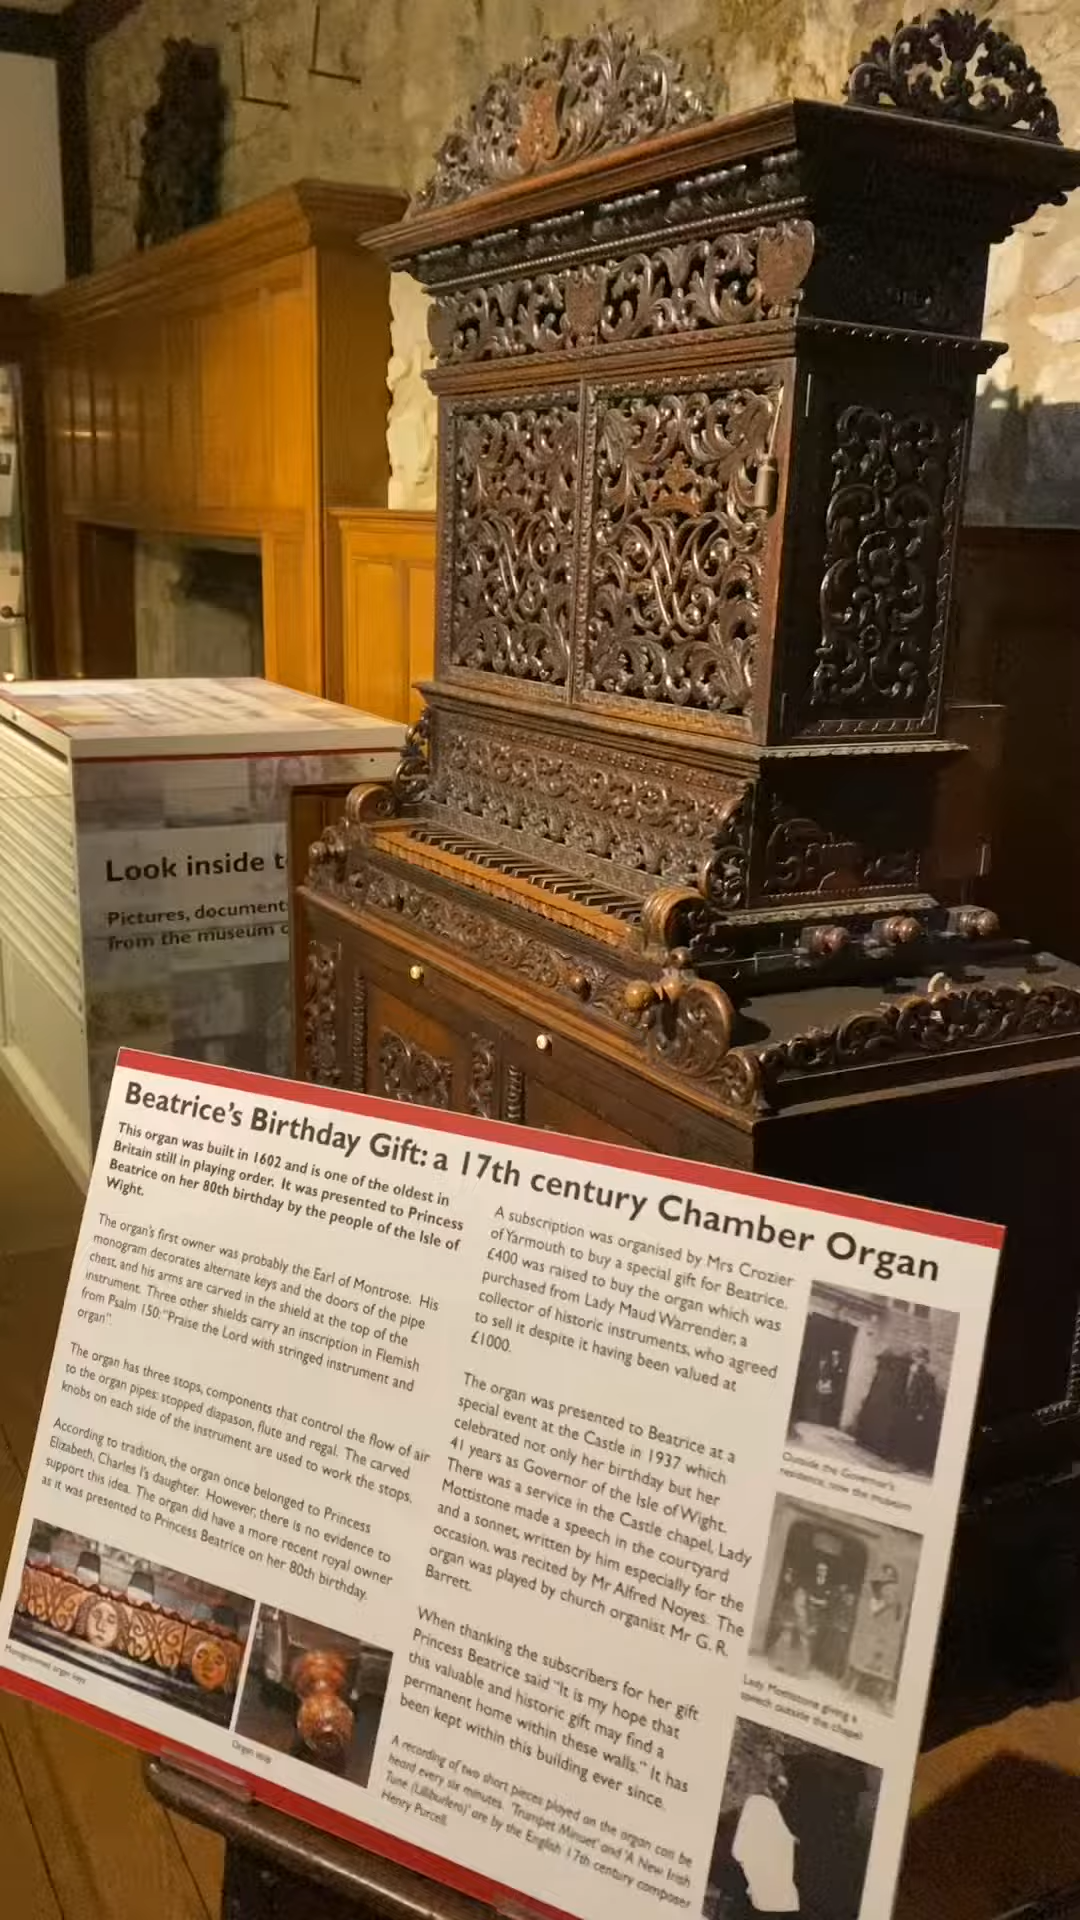 Look inside t
Pictures, document
from the museum c
Beatrice's Birthday Gift: a 17th century Chamber Organ
This organ was built in 1602 and is one of the oldest in
Britain still in playing order. It was presented to Princess
Beatrice on her 80th birthday by the people of the Isle of
Wight.
The organ's first owner was probably the Earl of Montrose. His
monogram decorates alternate keys and the doors of the pipe
chest, and his arms are carved in the shield at the top of the
instrument. Three other shields carry an inscription in Flemish
from Psalm 150: "Praise the Lord with stringed instrument and
organ".
The organ has three stops, components that control the flow of air
to the organ pipes: stopped diapason, flute and regal. The carved
knobs on each side of the instrument are used to work the stops.
According to tradition, the organ once belonged to Princess
Elizabeth, Charles I's daughter. However, there is no evidence to
support this idea. The organ did have a more recent royal owner
as it was presented to Princess Beatrice on her 80th birthday.
Monogrammed organ keys
Organ stop
A subscription was organised by Mrs Crozier
of Yarmouth to buy a special gift for Beatrice.
£400 was raised to buy the organ which was
purchased from Lady Maud Warrender, a
collector of historic instruments, who agreed
to sell it despite it having been valued at
£1000.
The organ was presented to Beatrice at a
special event at the Castle in 1937 which
celebrated not only her birthday but her
41 years as Governor of the Isle of Wight.
There was a service in the Castle chapel, Lady
Mottistone made a speech in the courtyard
and a sonnet, written by him especially for the
occasion, was recited by Mr Alfred Noyes. The
organ was played by church organist Mr G. R.
Barrett.
When thanking the subscribers for her gift
Princess Beatrice said "It is my hope that
this valuable and historic gift may find a
permanent home within these walls." It has
been kept within this building ever since.
A recording of two short pieces played on the organ can be
heard every six minutes. 'Trumpet Minuet' and 'A New Irish
Tune (Lilliburlero)' are by the English 17th century composer
Henry Purcell.
Outside the Governor's
residence, now the museum
Lady Mottistone giving a
speech outside the chapel